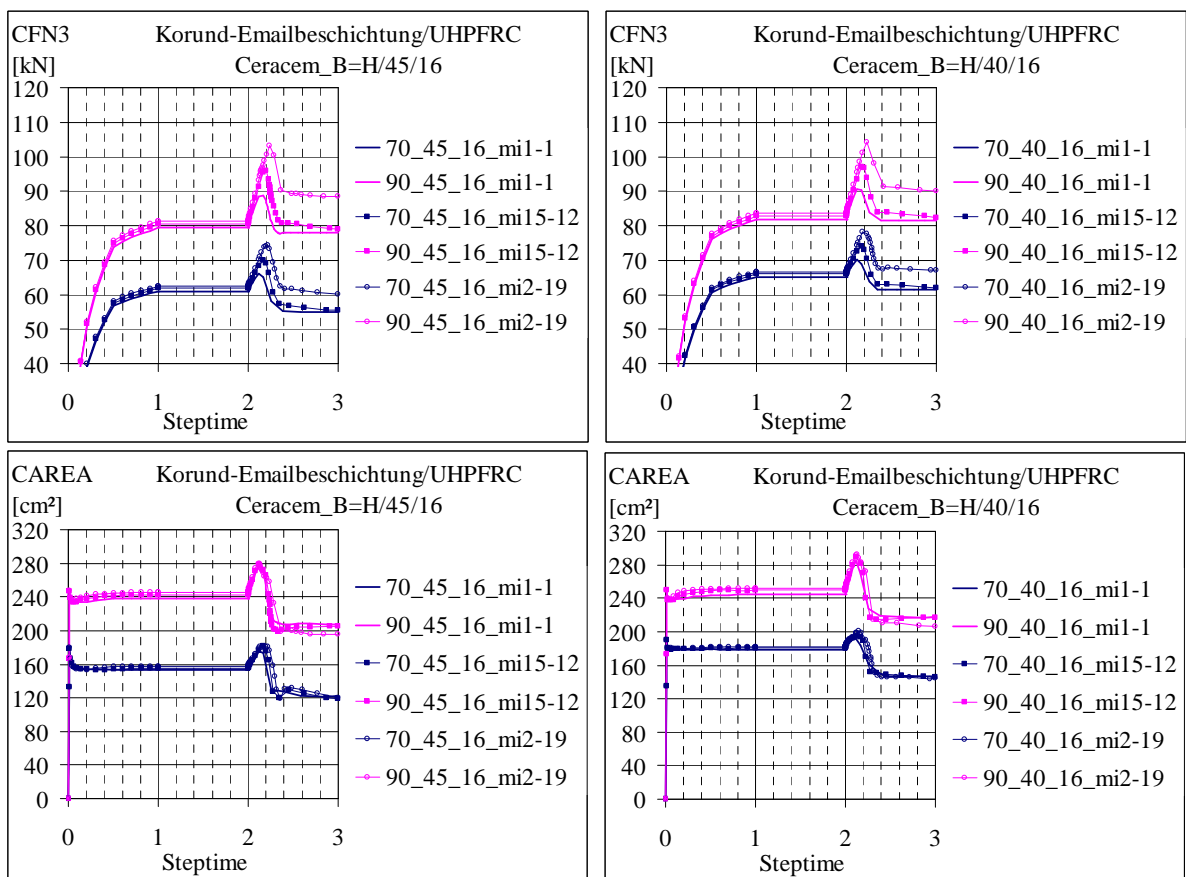 CFN3 Korund-Emailbeschichtung/UHPFRC
[kN] Ceracem_B=H/45/16
120
110
100
90
80
70
60
50
40
0 1 2 3
Steptime
70_45_16_mi1-1
90_45_16_mi1-1
70_45_16_mi15-12
90_45_16_mi15-12
70_45_16_mi2-19
90_45_16_mi2-19
CFN3 Korund-Emailbeschichtung/UHPFRC
[kN] Ceracem_B=H/40/16
120
110
100
90
80
70
60
50
40
0 1 2 3
Steptime
70_40_16_mi1-1
90_40_16_mi1-1
70_40_16_mi15-12
90_40_16_mi15-12
70_40_16_mi2-19
90_40_16_mi2-19
CAREA Korund-Emailbeschichtung/UHPFRC
[cm²] Ceracem_B=H/45/16
320
280
240
200
160
120
80
40
0
0 1 2 3
Steptime
70_45_16_mi1-1
90_45_16_mi1-1
70_45_16_mi15-12
90_45_16_mi15-12
70_45_16_mi2-19
90_45_16_mi2-19
CAREA Korund-Emailbeschichtung/UHPFRC
[cm²] Ceracem_B=H/40/16
320
280
240
200
160
120
80
40
0
0 1 2 3
Steptime
70_40_16_mi1-1
90_40_16_mi1-1
70_40_16_mi15-12
90_40_16_mi15-12
70_40_16_mi2-19
90_40_16_mi2-19